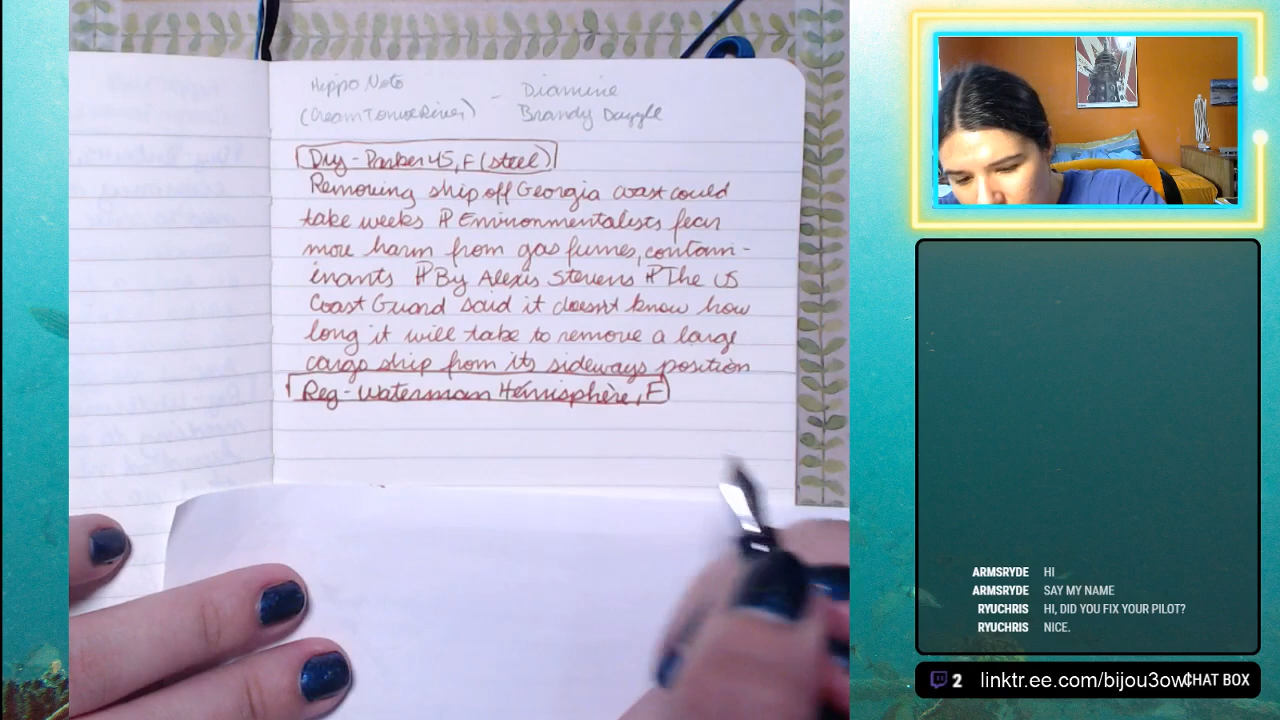 Hippo Noto
(Cream Tomoe River)
- Diamine
Brandy Dazzle
Dry - Parker 45, F (steel)
Removing ship off Georgia coast could
take weeks ¶ Environmentalists fear
more harm from gas fumes, contam-
inants ¶ By Alexis Stevens ¶ The US
Coast Guard said it doesn't know how
long it will take to remove a large
cargo ship from its sideways position
Reg - Waterman Hémisphère, F
ARMSRYDE HI
ARMSRYDE SAY MY NAME
RYUCHRIS HI, DID YOU FIX YOUR PILOT?
RYUCHRIS NICE.
2 linktr.ee.com/bijou3owl CHAT BOX